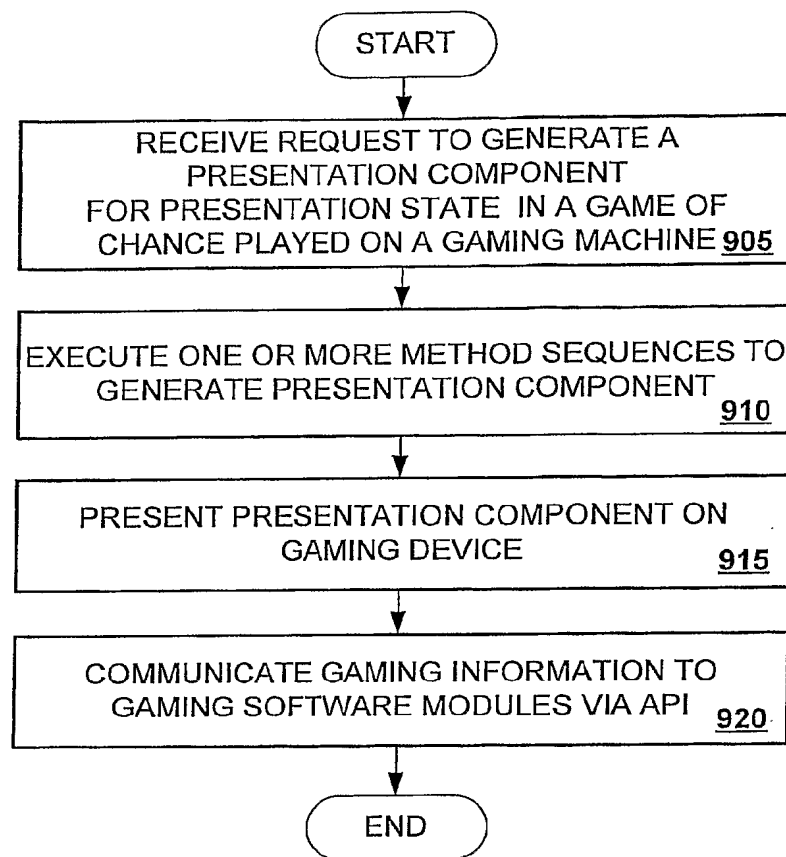 START
RECEIVE REQUEST TO GENERATE A
PRESENTATION COMPONENT
FOR PRESENTATION STATE IN A GAME OF
CHANCE PLAYED ON A GAMING MACHINE 905
EXECUTE ONE OR MORE METHOD SEQUENCES TO
GENERATE PRESENTATION COMPONENT
910
PRESENT PRESENTATION COMPONENT ON
GAMING DEVICE
915
COMMUNICATE GAMING INFORMATION TO
GAMING SOFTWARE MODULES VIA API
920
END